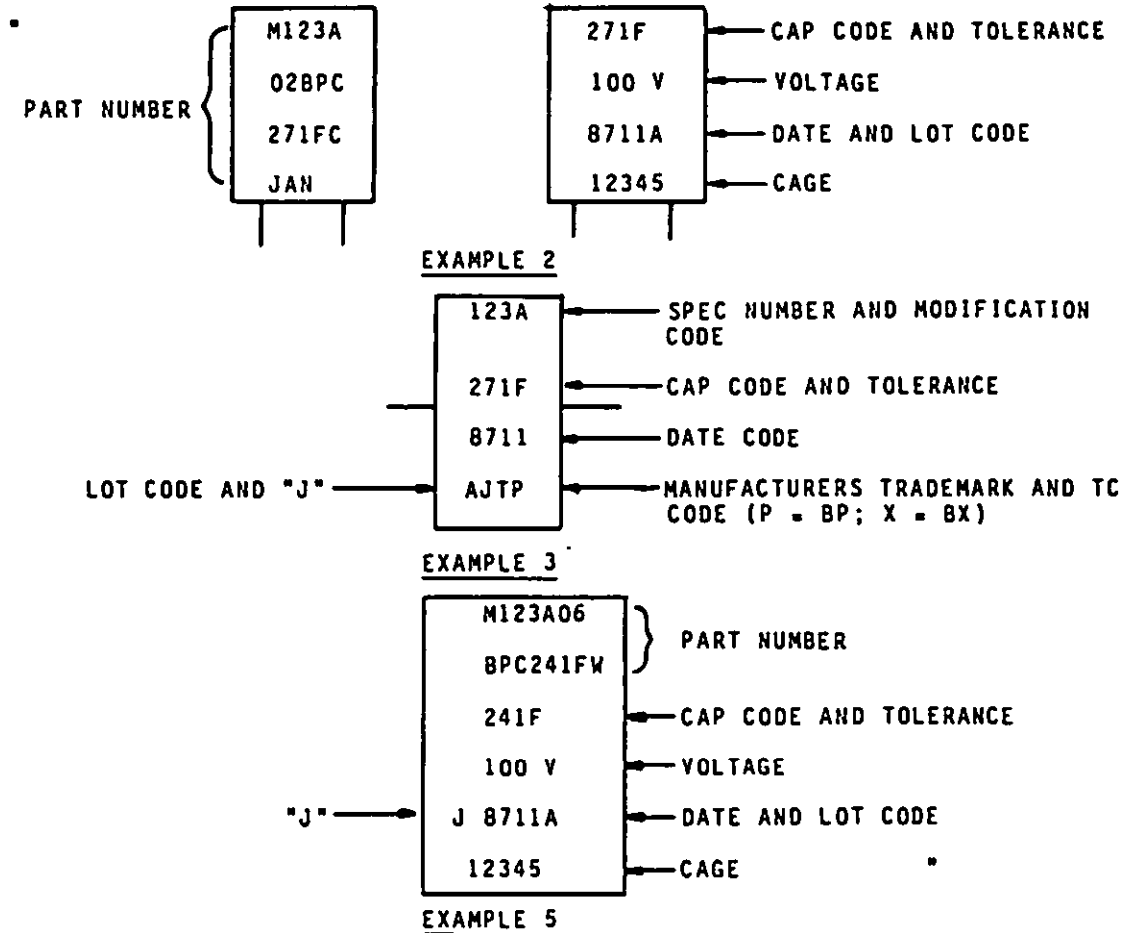 M123A
02BPC
271FC
JAN
PART NUMBER
271F
100 V
8711A
12345
CAP CODE AND TOLERANCE
VOLTAGE
DATE AND LOT CODE
CAGE
EXAMPLE 2
123A
271F
8711
AJTP
SPEC NUMBER AND MODIFICATION
CODE
CAP CODE AND TOLERANCE
DATE CODE
LOT CODE AND "J"
MANUFACTURERS TRADEMARK AND TC
CODE (P = BP; X = BX)
EXAMPLE 3
M123A06
BPC241FW
PART NUMBER
241F
100 V
J 8711A
12345
CAP CODE AND TOLERANCE
VOLTAGE
"J"
DATE AND LOT CODE
CAGE "
EXAMPLE 5